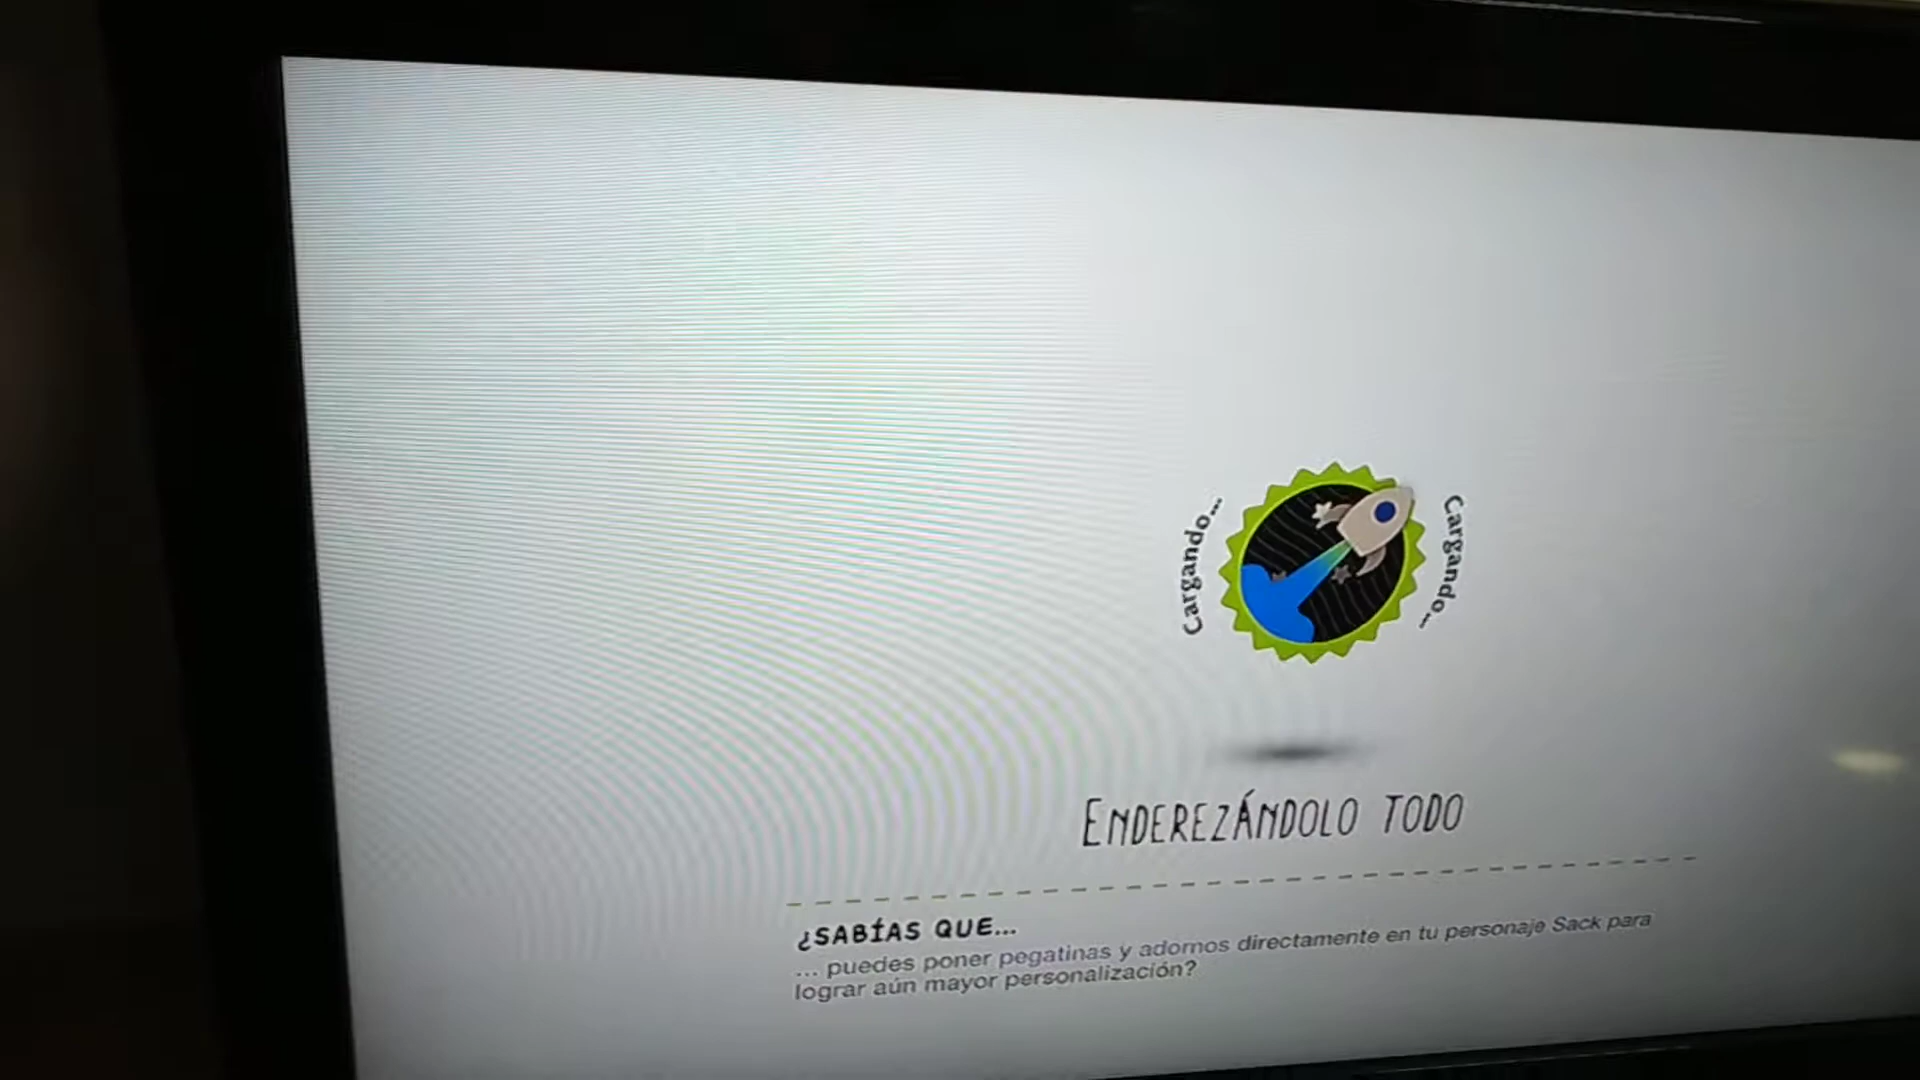 Cargando...
Cargando...
ENDEREZÁNDOLO TODO
¿SABÍAS QUE...
... puedes poner pegatinas y adornos directamente en tu personaje Sack para
lograr aún mayor personalización?